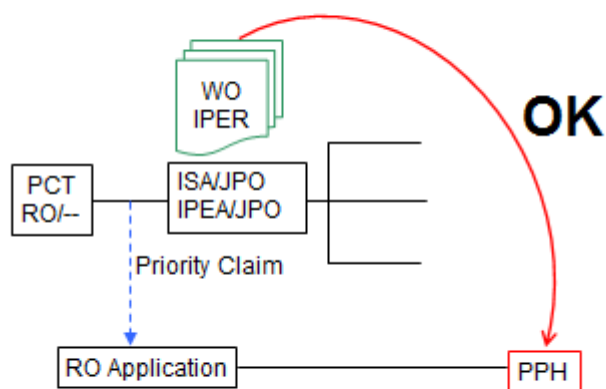 WO
IPER
OK
PCT
RO/--
ISA/JPO
IPEA/JPO
Priority Claim
RO Application
PPH